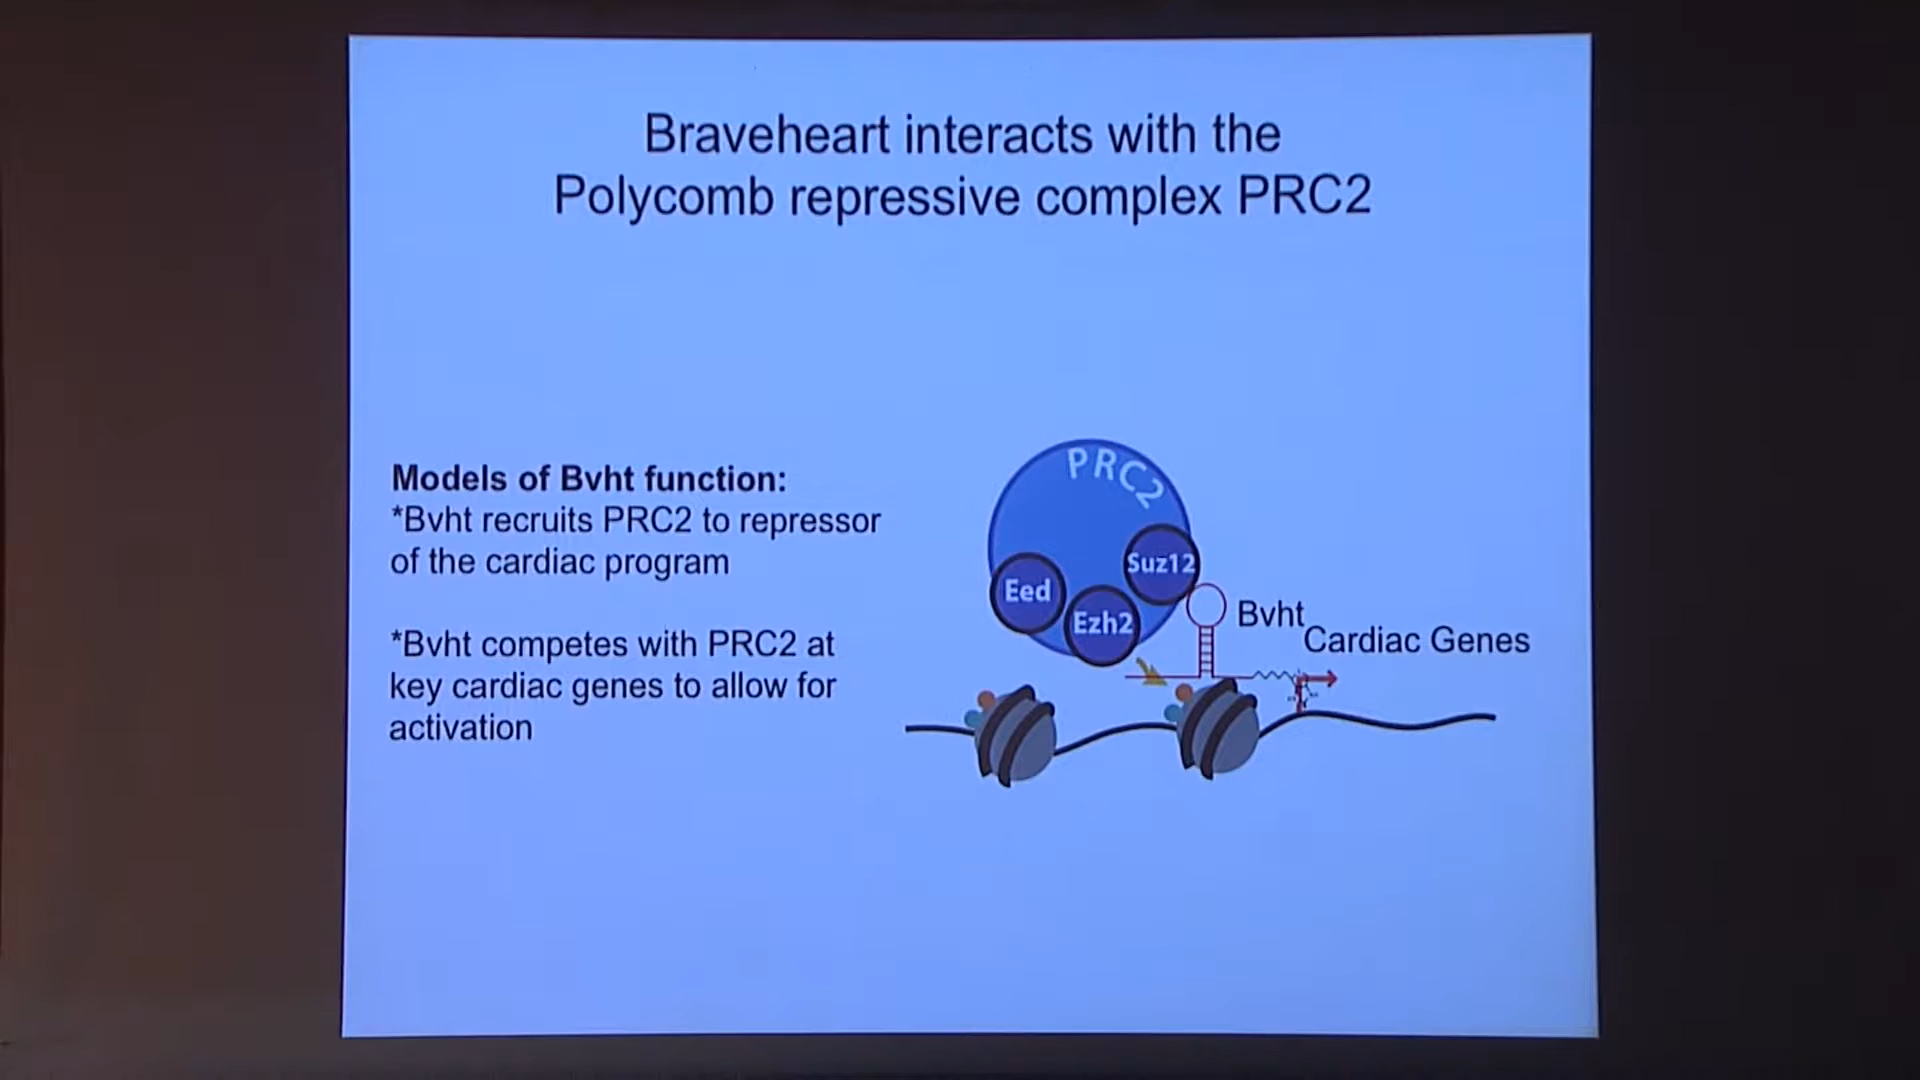 Braveheart interacts with the
Polycomb repressive complex PRC2
Models of Bvht function:
*Bvht recruits PRC2 to repressor
of the cardiac program
*Bvht competes with PRC2 at
key cardiac genes to allow for
activation
PRC2
Suz12
Eed
Ezh2
Bvht
Cardiac Genes